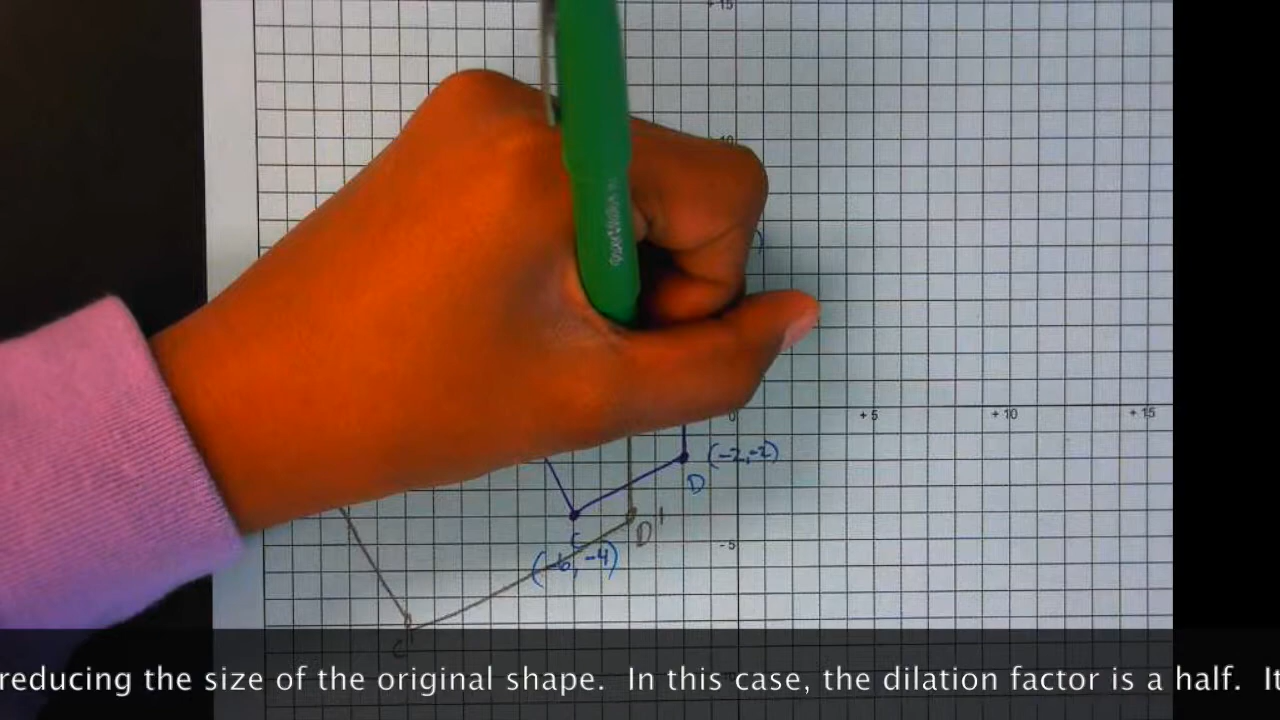 +15
10
0
+5
+10
+15
(-2,-2)
D
D'
C
-5
(-6,-4)
C'
reducing the size of the original shape. In this case, the dilation factor is a half. It